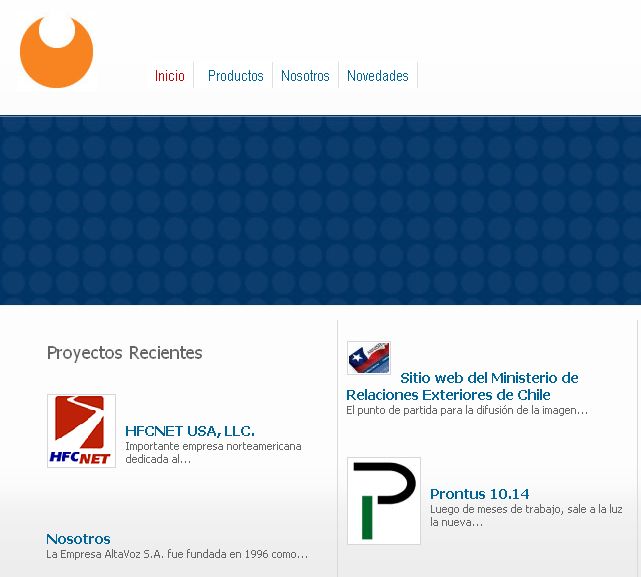 Inicio
Productos
Nosotros
Novedades
Proyectos Recientes
HFCNET
HFCNET USA, LLC.
Importante empresa norteamericana
dedicada al...
Nosotros
La Empresa AltaVoz S.A. fue fundada en 1996 como...
Sitio web del Ministerio de
Relaciones Exteriores de Chile
El punto de partida para la difusión de la imagen...
Prontus 10.14
Luego de meses de trabajo, sale a la luz
la nueva...